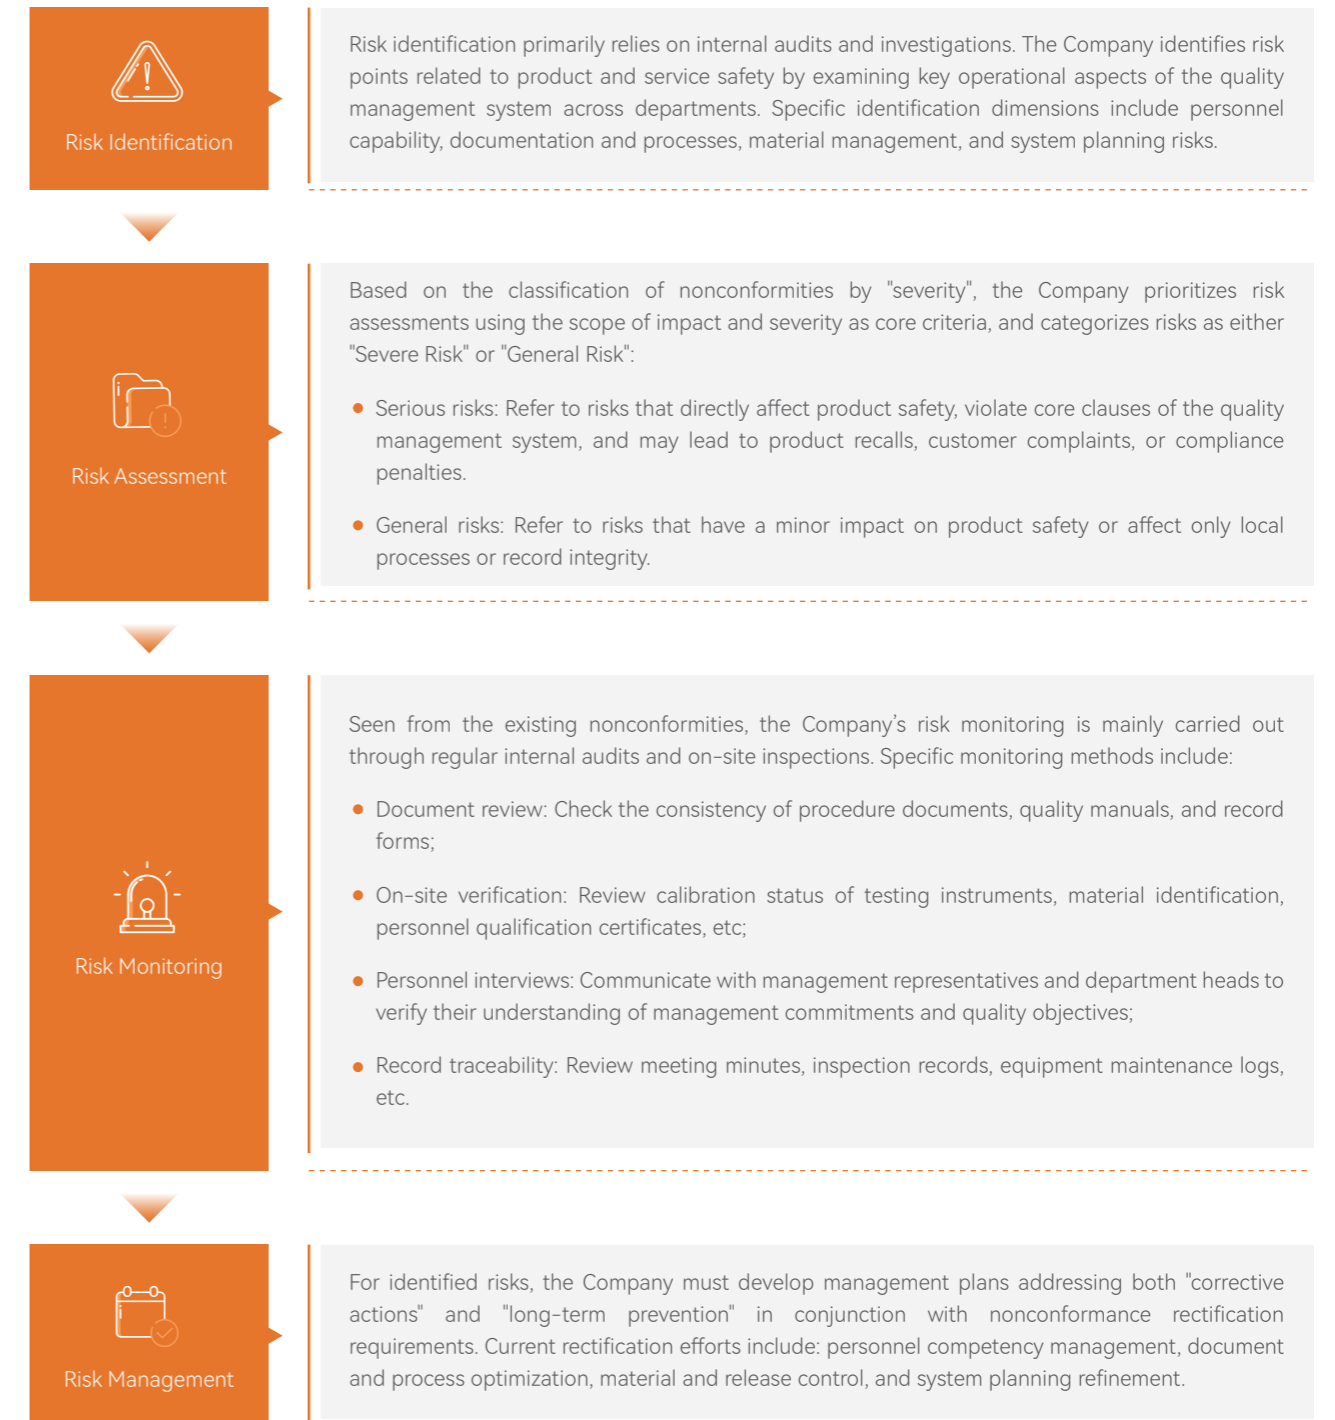 Risk Identification
Risk identification primarily relies on internal audits and investigations. The Company identifies risk
points related to product and service safety by examining key operational aspects of the quality
management system across departments. Specific identification dimensions include personnel
capability, documentation and processes, material management, and system planning risks.
Risk Assessment
Based on the classification of nonconformities by "severity", the Company prioritizes risk
assessments using the scope of impact and severity as core criteria, and categorizes risks as either
"Severe Risk" or "General Risk":
Serious risks: Refer to risks that directly affect product safety, violate core clauses of the quality
management system, and may lead to product recalls, customer complaints, or compliance
penalties.
General risks: Refer to risks that have a minor impact on product safety or affect only local
processes or record integrity.
Risk Monitoring
Seen from the existing nonconformities, the Company’s risk monitoring is mainly carried out
through regular internal audits and on-site inspections. Specific monitoring methods include:
Document review: Check the consistency of procedure documents, quality manuals, and record
forms;
On-site verification: Review calibration status of testing instruments, material identification,
personnel qualification certificates, etc;
Personnel interviews: Communicate with management representatives and department heads to
verify their understanding of management commitments and quality objectives;
Record traceability: Review meeting minutes, inspection records, equipment maintenance logs,
etc.
Risk Management
For identified risks, the Company must develop management plans addressing both "corrective
actions" and "long-term prevention" in conjunction with nonconformance rectification
requirements. Current rectification efforts include: personnel competency management, document
and process optimization, material and release control, and system planning refinement.